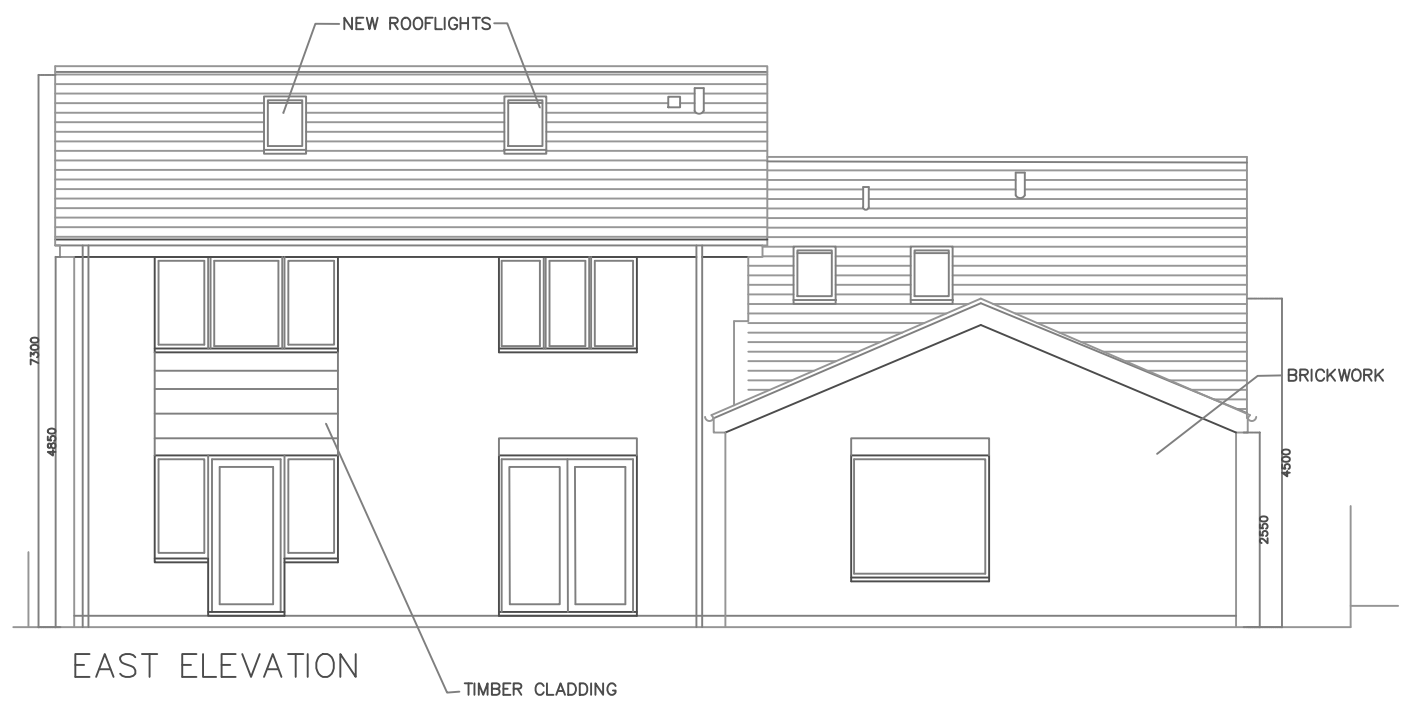 NEW ROOFLIGHTS
7300
BRICKWORK
4850
4500
2550
EAST ELEVATION
TIMBER CLADDING